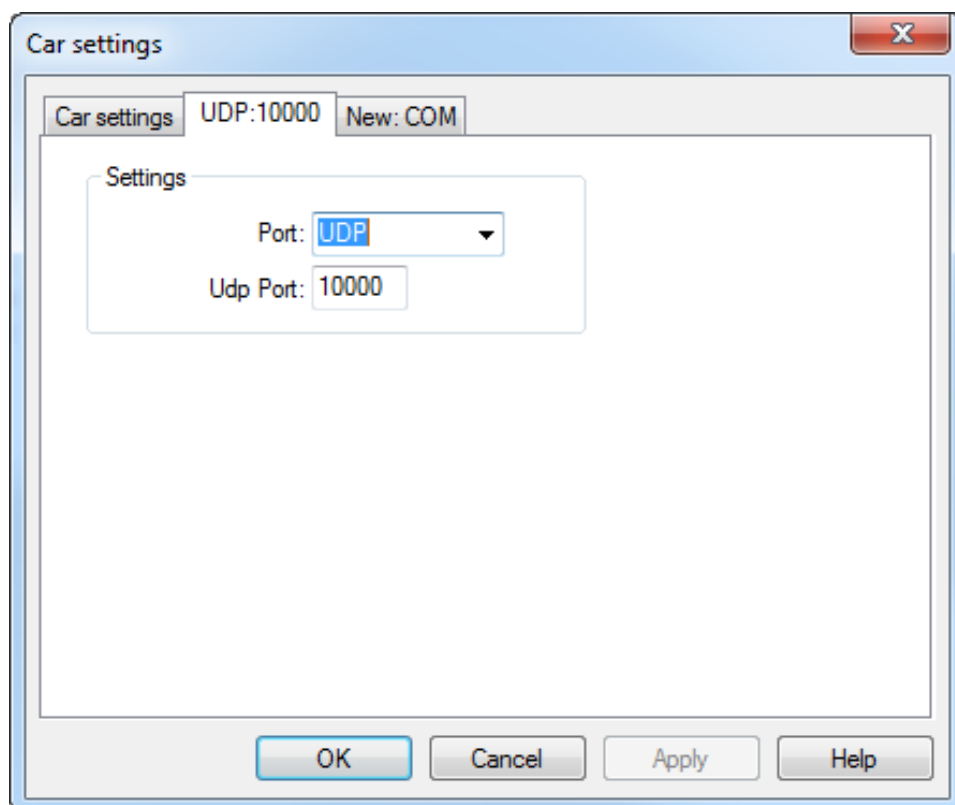 Car settings
Car settings UDP:10000 New: COM
Settings
Port: UDP
Udp Port: 10000
OK Cancel Apply Help